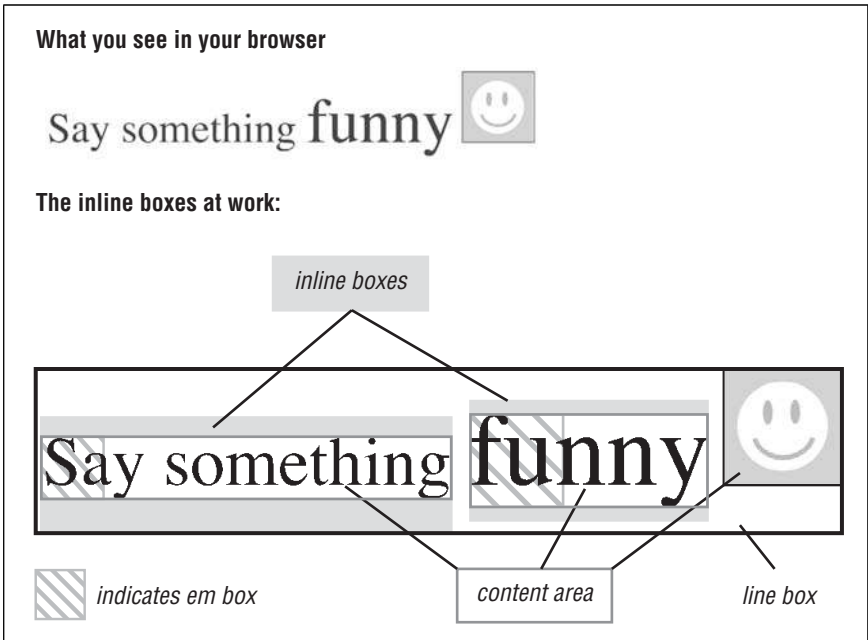 What you see in your browser
Say something funny
The inline boxes at work:
inline boxes
Say something funny
indicates em box
content area
line box